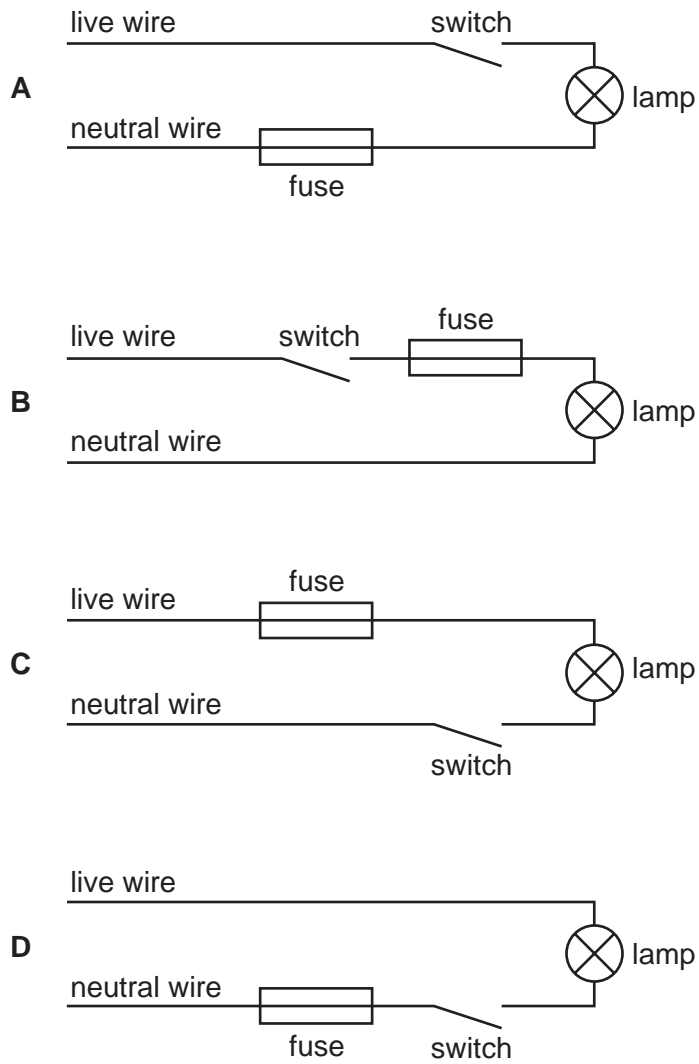 live wire switch
A
lamp
neutral wire
fuse
fuse
live wire switch
B
lamp
neutral wire
fuse
live wire
C
lamp
neutral wire
switch
live wire
D
lamp
neutral wire
fuse switch